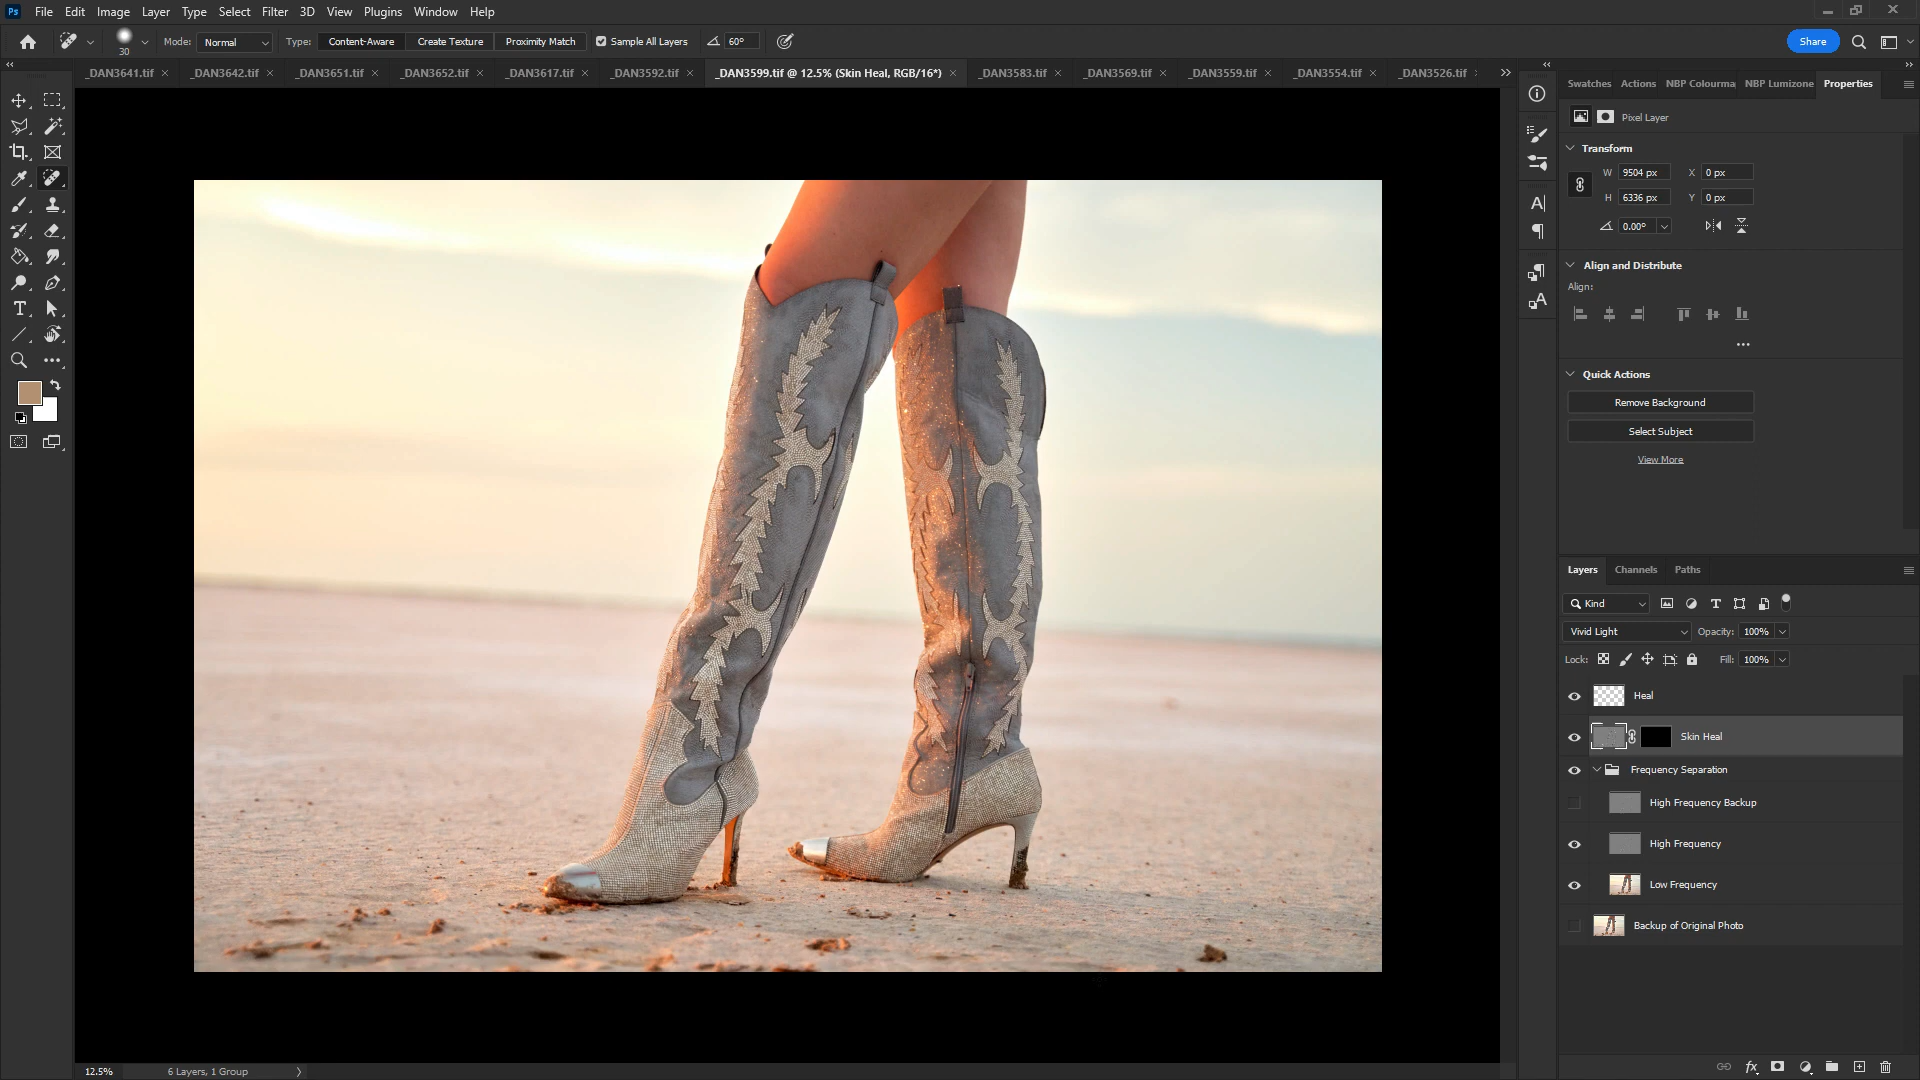 Ps File Edit Image Layer Type Select Filter 3D View Plugins Window Help
30 Mode: Normal Type: Content-Aware Create Texture Proximity Match Sample All Layers 60° Share
_DAN3641.tif _DAN3642.tif _DAN3651.tif _DAN3652.tif _DAN3617.tif _DAN3592.tif _DAN3599.tif @ 12.5% (Skin Heal, RGB/16*) _DAN3583.tif _DAN3569.tif _DAN3559.tif _DAN3554.tif _DAN3526.tif
Swatches Actions NBP Colourma NBP Lumizone Properties
Pixel Layer
Transform
W 9504 px X 0 px
H 6336 px Y 0 px
0.00°
Align and Distribute
Align:
Quick Actions
Remove Background
Select Subject
View More
Layers Channels Paths
Kind
Vivid Light Opacity: 100%
Lock: Fill: 100%
Heal
Skin Heal
Frequency Separation
High Frequency Backup
High Frequency
Low Frequency
Backup of Original Photo
12.5% 6 Layers, 1 Group